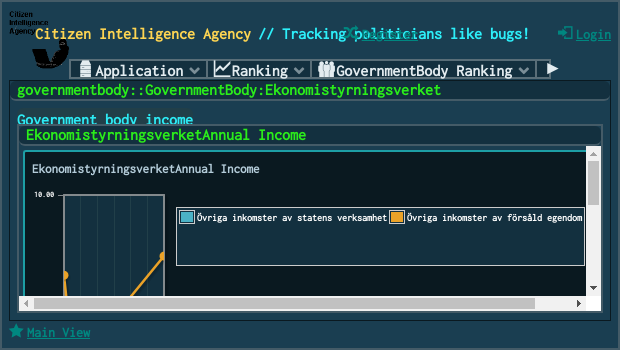 Citizen
Intelligence
Agency
Citizen Intelligence Agency // Tracking politicians like bugs!
Register
Login
Application
Ranking
GovernmentBody Ranking
governmentbody::GovernmentBody:Ekonomistyrningsverket
Government body income
EkonomistyrningsverketAnnual Income
EkonomistyrningsverketAnnual Income
10.00
Övriga inkomster av statens verksamhet
Övriga inkomster av försåld egendom
Main View